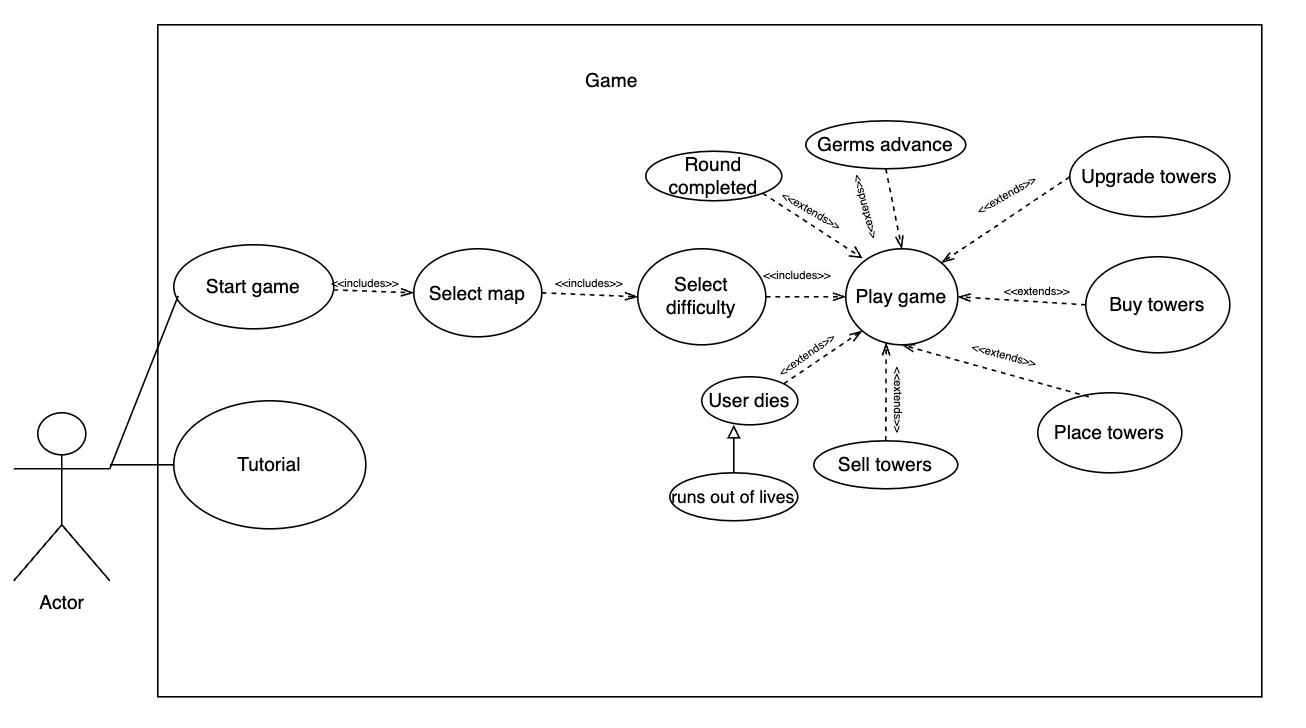 Game
Germs advance
Round
completed
Upgrade towers
<<extends>>
<<extends>>
<<extends>>
Start game
<<includes>>
Select map
<<includes>>
Select
difficulty
<<includes>>
Play game
<<extends>>
Buy towers
<<extends>>
<<extends>>
<<extends>>
User dies
Place towers
Sell towers
Tutorial
runs out of lives
Actor